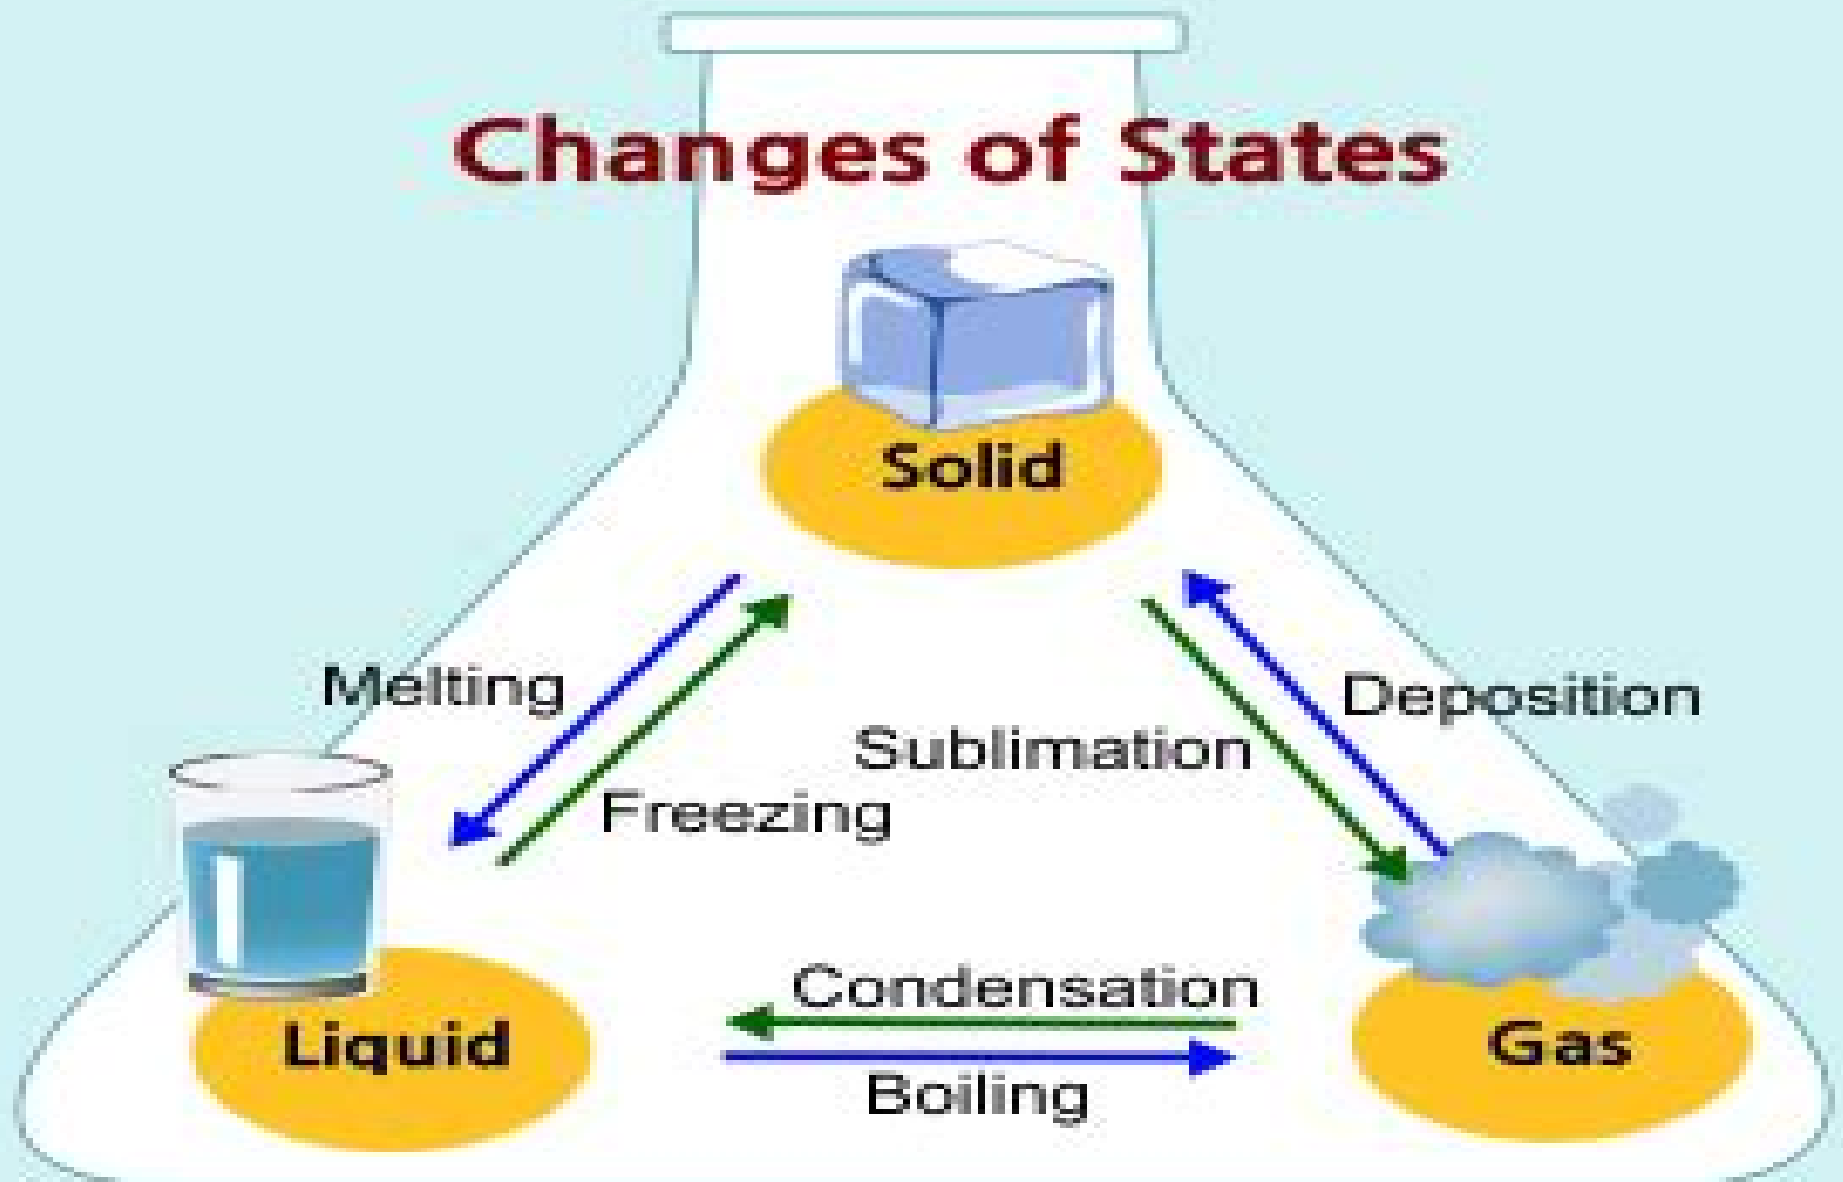 Changes of States
Solid
Melting
Deposition
Sublimation
Freezing
Condensation
Liquid
Gas
Boiling